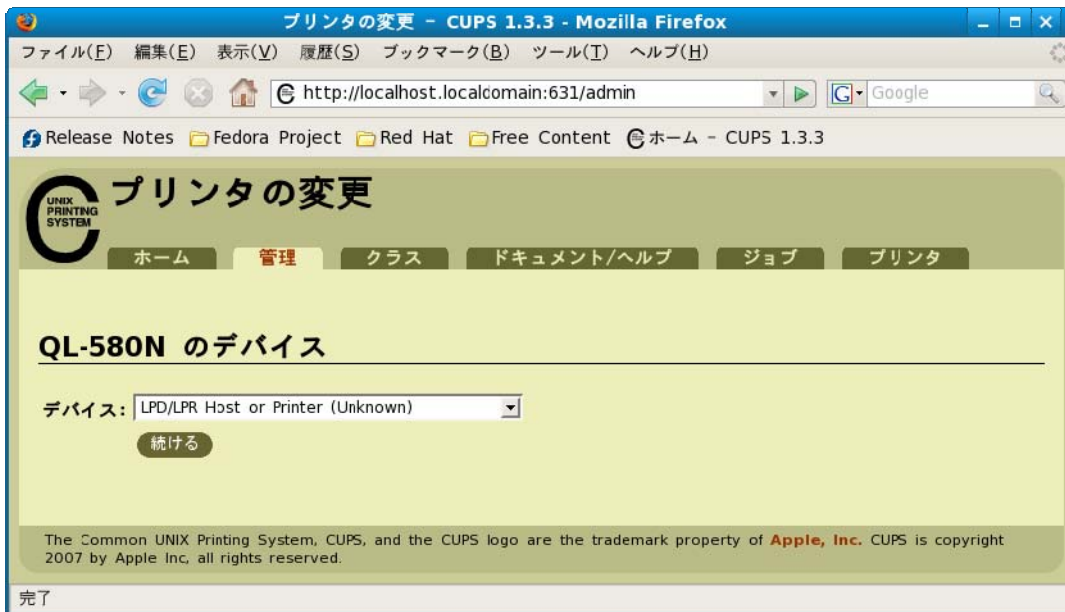 プリンタの変更 - CUPS 1.3.3 - Mozilla Firefox
ファイル(F) 編集(E) 表示(V) 履歴(S) ブックマーク(B) ツール(T) ヘルプ(H)
http://localhost.localdomain:631/admin
G Google
Release Notes Fedora Project Red Hat Free Content ホーム - CUPS 1.3.3
UNIX
PRINTING
SYSTEM
プリンタの変更
ホーム 管理 クラス ドキュメント/ヘルプ ジョブ プリンタ
QL-580N のデバイス
デバイス: LPD/LPR Host or Printer (Unknown)
続ける
The Common UNIX Printing System, CUPS, and the CUPS logo are the trademark property of Apple, Inc. CUPS is copyright
2007 by Apple Inc, all rights reserved.
完了